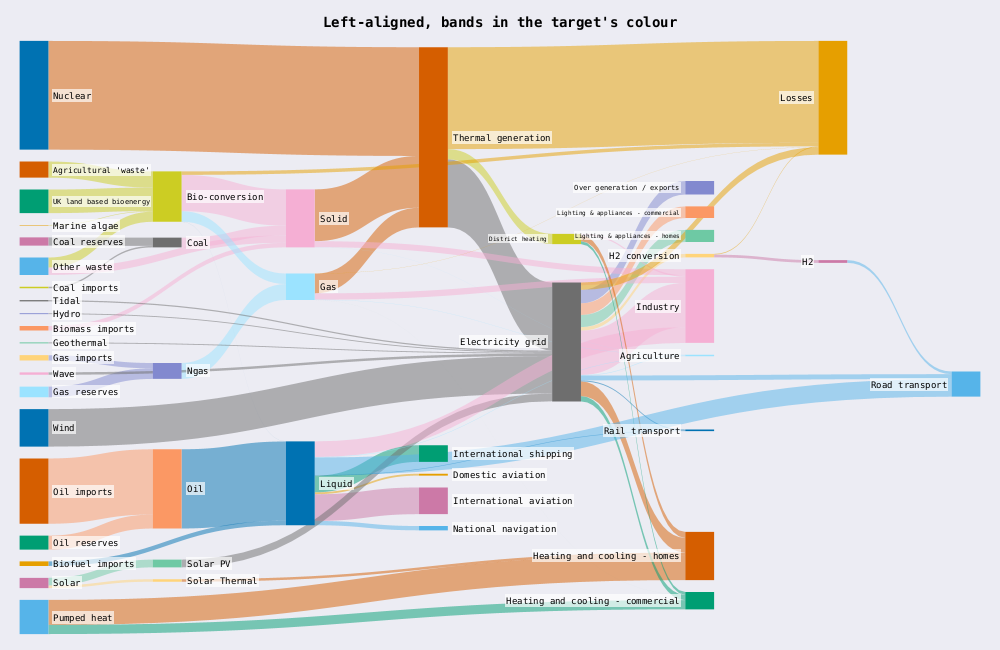 Left-aligned, bands in the target's colour
Nuclear
Agricultural 'waste'
UK land based bioenergy
Marine algae
Coal reserves
Other waste
Coal imports
Tidal
Hydro
Biomass imports
Geothermal
Gas imports
Wave
Gas reserves
Wind
Oil imports
Oil reserves
Biofuel imports
Solar
Pumped heat
Bio-conversion
Coal
Ngas
Oil
Solar PV
Solar Thermal
Solid
Gas
Liquid
Thermal generation
International shipping
Domestic aviation
International aviation
National navigation
District heating
Electricity grid
Over generation / exports
Lighting & appliances - commercial
Lighting & appliances - homes
H2 conversion
Industry
Agriculture
Rail transport
Heating and cooling - homes
Heating and cooling - commercial
Losses
H2
Road transport